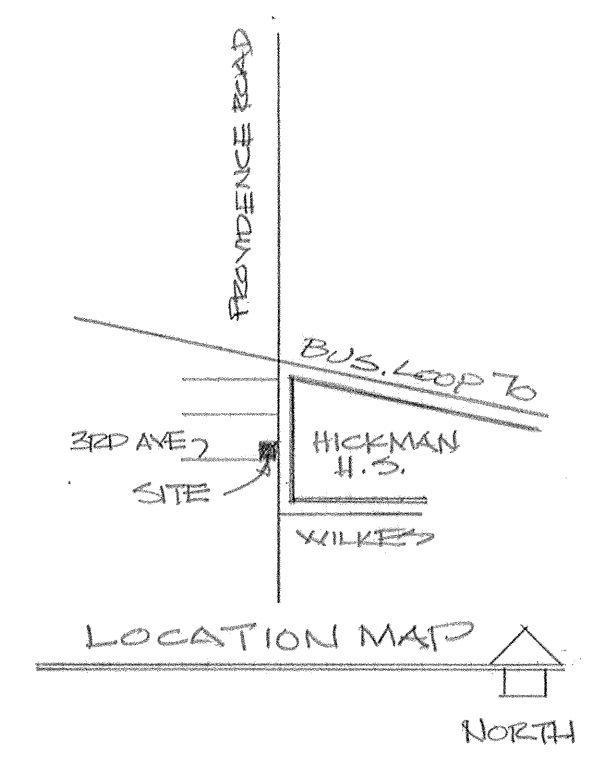 PROVIDENCE ROAD
BUS. LOOP 70
3RD AVE
HICKMAN
H.S.
SITE
WILKES
LOCATION MAP
NORTH